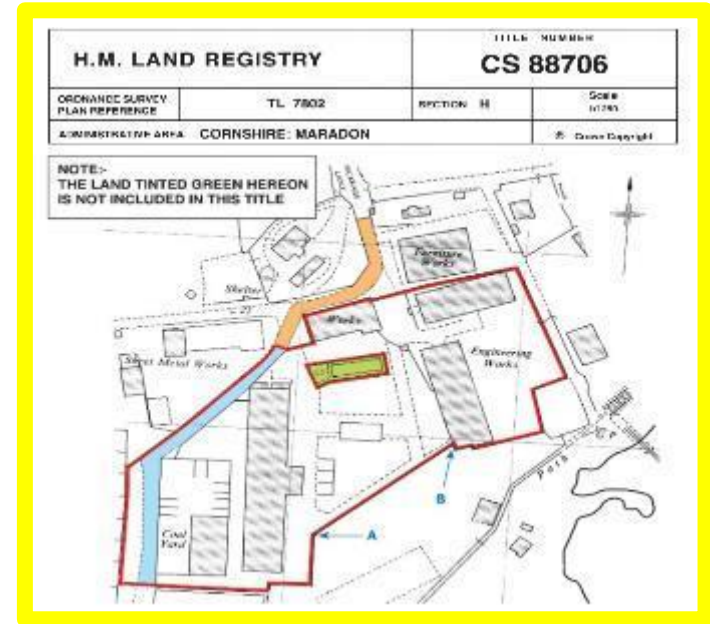 TITLE NUMBER
H.M. LAND REGISTRY
CS 88706
ORDNANCE SURVEY
PLAN REFERENCE
TL 7802
SECTION H
Scale
ADMINISTRATIVE AREA CORNSHIRE: MARADON
© Crown Copyright
NOTE:-
THE LAND TINTED GREEN HEREON
IS NOT INCLUDED IN THIS TITLE
Furniture
Works
Shelter
Works
Sheet Metal Works
Engineering
Works
Path
B
A
Coal
Yard